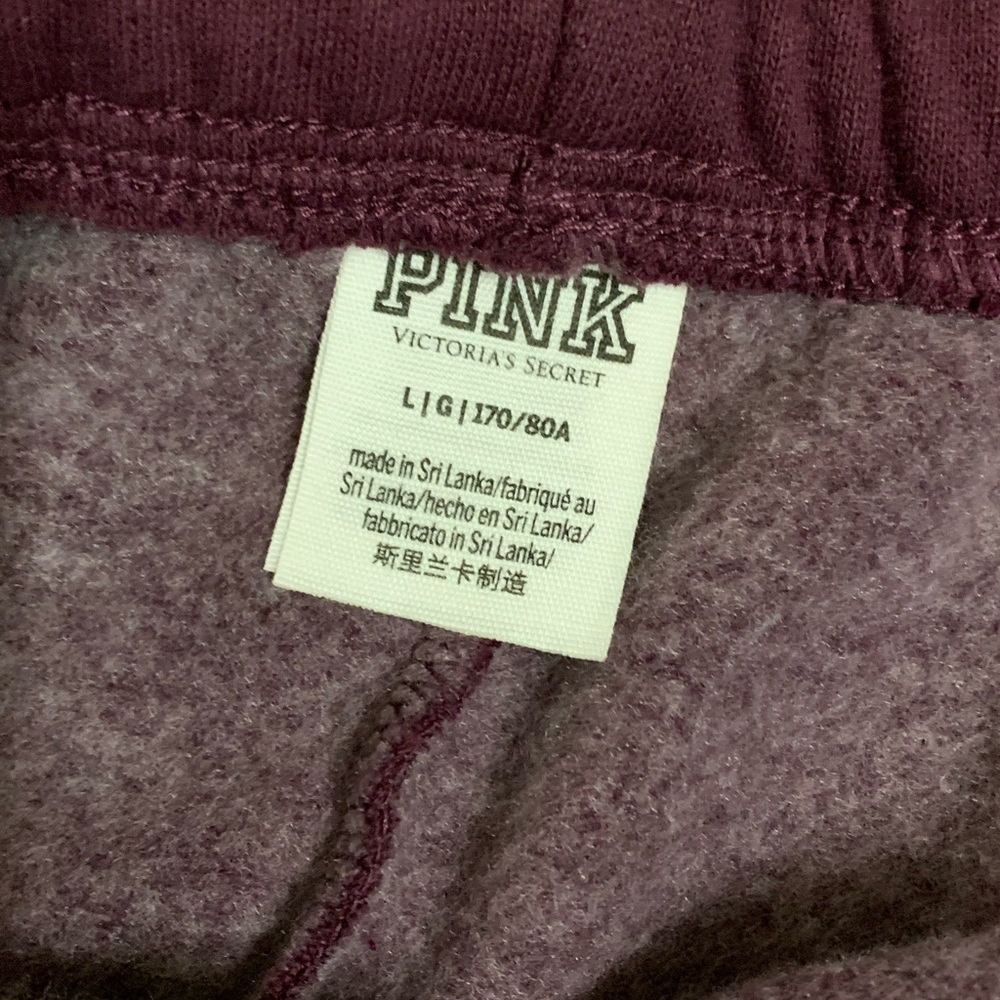 PINK
VICTORIA'S SECRET
L|G|170/80A
made in Sri Lanka/fabriqué au
Sri Lanka/hecho en Sri Lanka/
fabbricato in Sri Lanka/
斯里兰卡制造